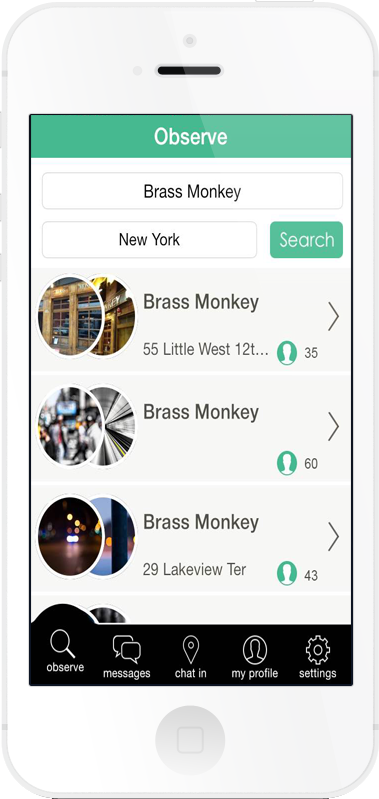 Observe
Brass Monkey
New York
Search
Brass Monkey
55 Little West 12t...
35
Brass Monkey
60
Brass Monkey
29 Lakeview Ter
43
observe
messages
chat in
my profile
settings